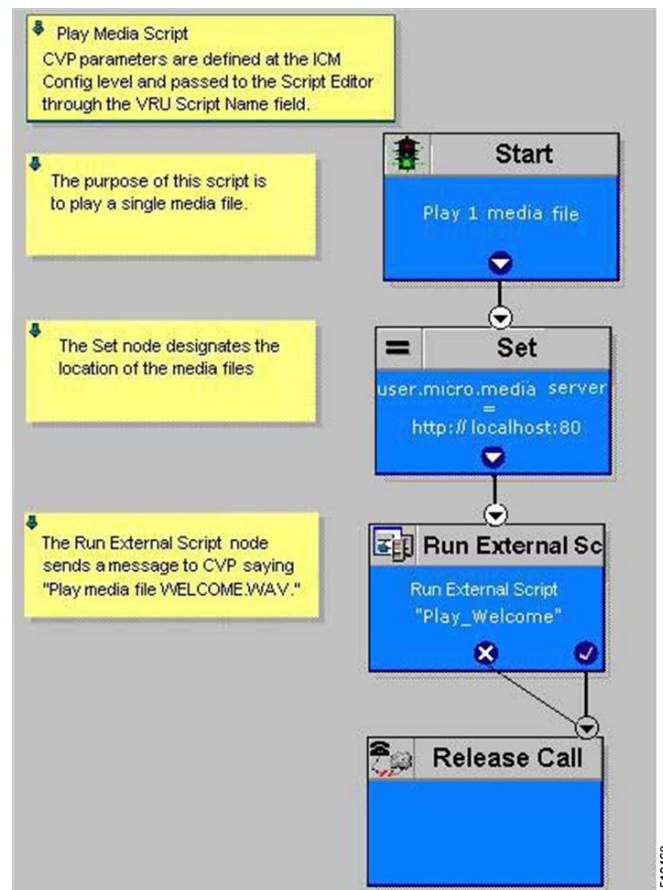 Play Media Script
CVP parameters are defined at the ICM
Config level and passed to the Script Editor
through the VRU Script Name field.
The purpose of this script is
to play a single media file.
Start
Play 1 media file
The Set node designates the
location of the media files
=
Set
user.micro.media server
=
http://localhost:80
The Run External Script node
sends a message to CVP saying
"Play media file WELCOME.WAV."
Run External Sc
Run External Script
"Play_Welcome"
Release Call